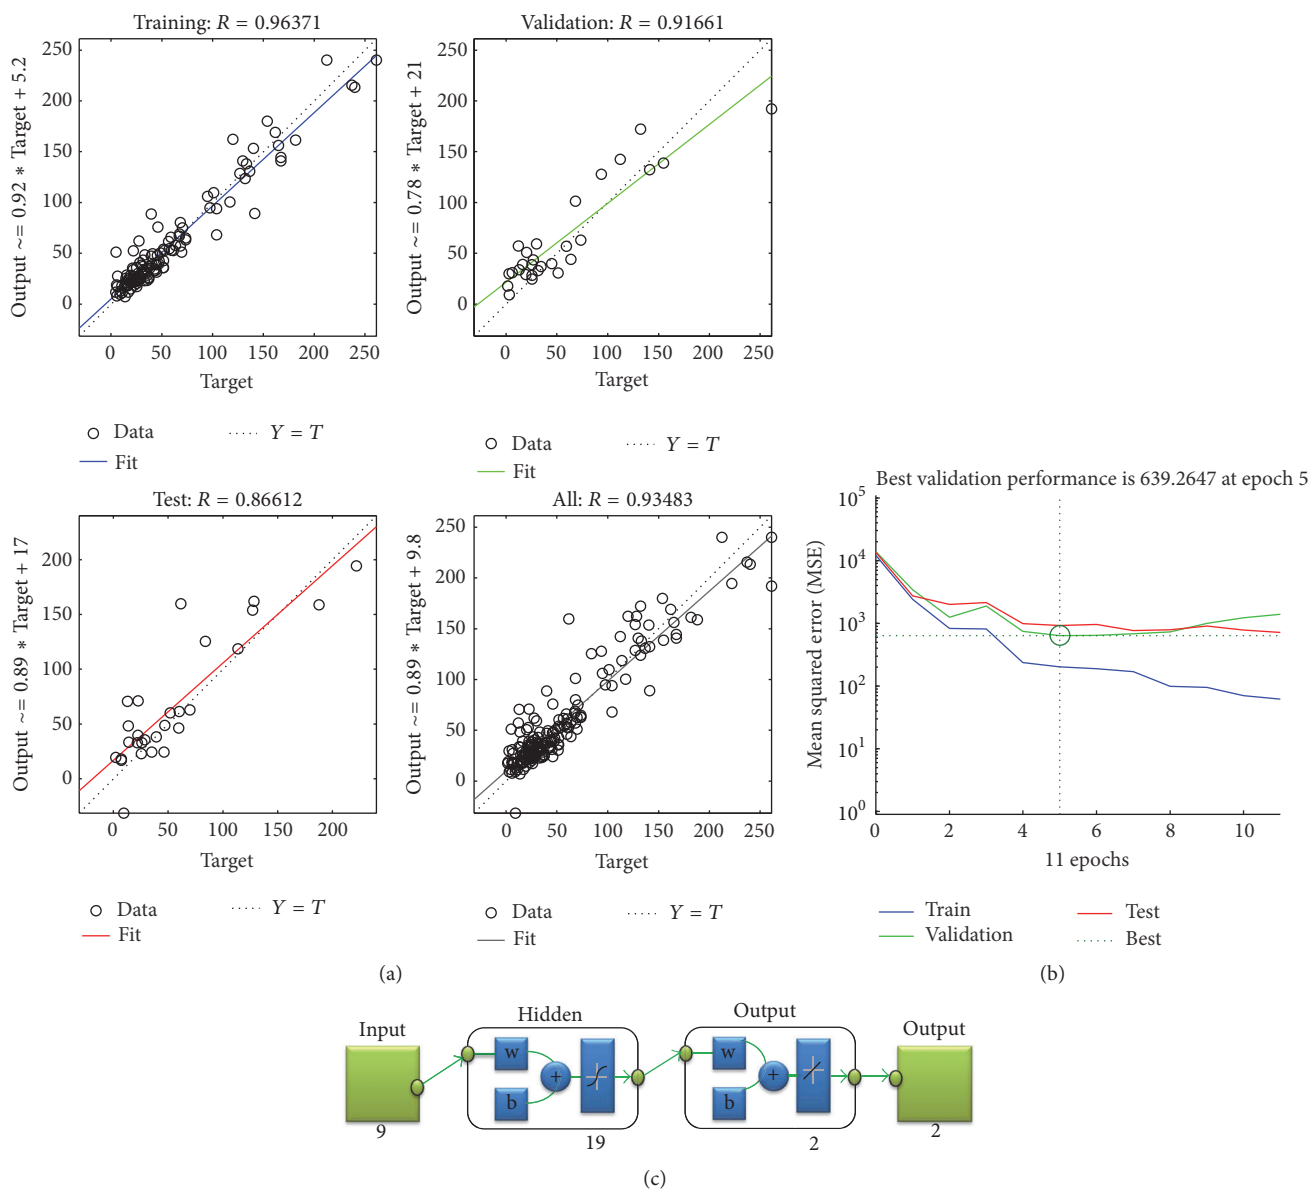 Training: R = 0.96371
Output ~= 0.92 * Target + 5.2
250
200
150
100
50
0
0 50 100 150 200 250
Target
Data
Y = T
Fit
Validation: R = 0.91661
Output ~= 0.78 * Target + 21
250
200
150
100
50
0
0 50 100 150 200 250
Target
Data
Y = T
Fit
Test: R = 0.86612
Output ~= 0.89 * Target + 17
200
150
100
50
0
0 50 100 150 200
Target
Data
Y = T
Fit
All: R = 0.93483
Output ~= 0.89 * Target + 9.8
250
200
150
100
50
0
0 50 100 150 200 250
Target
Data
Y = T
Fit
(a)
Best validation performance is 639.2647 at epoch 5
Mean squared error (MSE)
10^5
10^4
10^3
10^2
10^1
10^0
0 2 4 6 8 10
11 epochs
Train
Test
Validation
Best
(b)
Input
9
Hidden
w
+
b
19
Output
w
+
b
2
Output
2
(c)